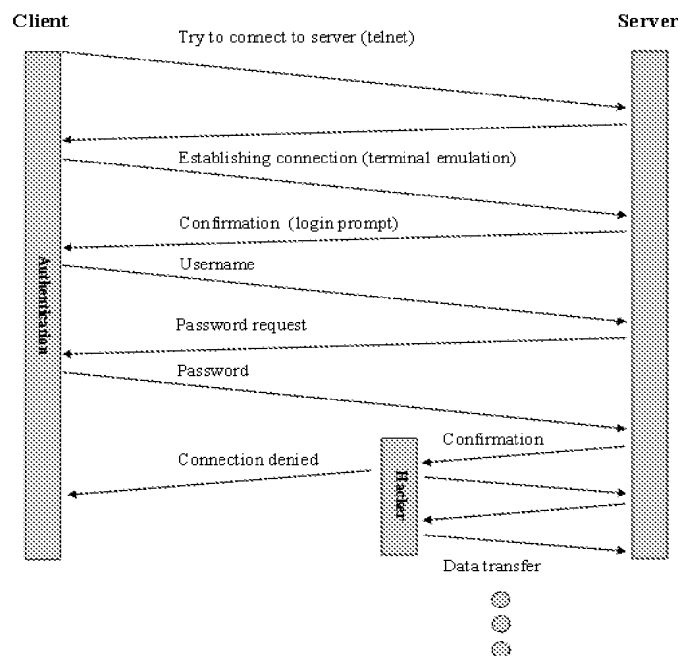 Client Server
Try to connect to server (telnet)
Establishing connection (terminal emulation)
Confirmation (login prompt)
Username
Authentication
Password request
Password
Confirmation
Connection denied
Hacker
Data transfer